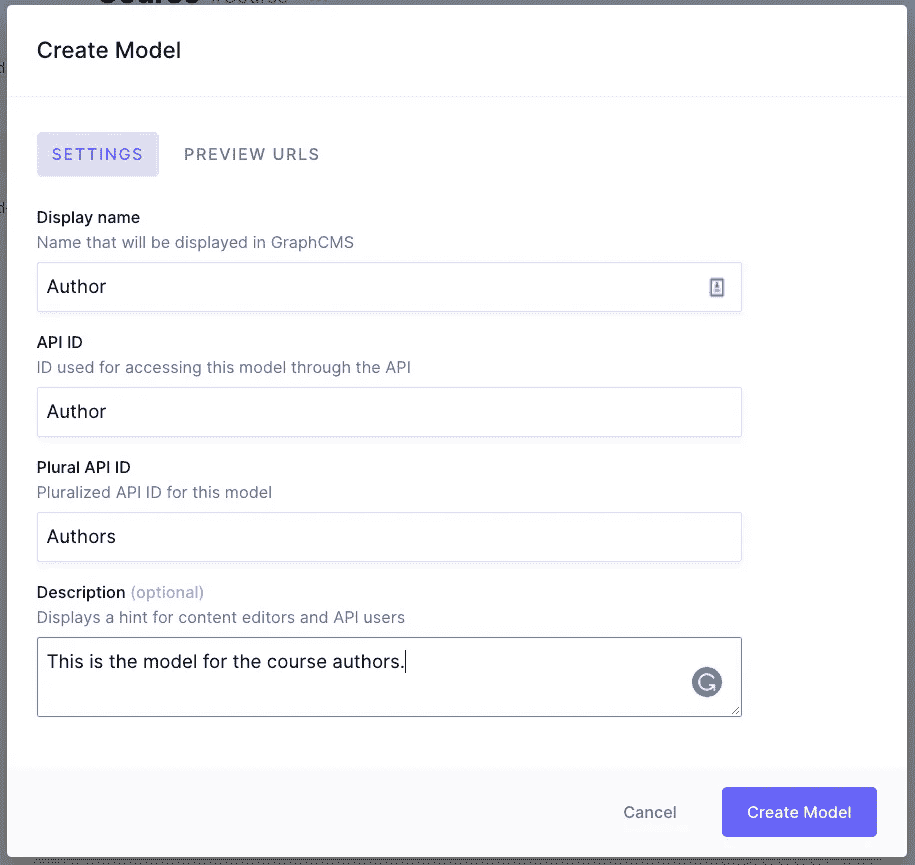 Create Model
SETTINGS PREVIEW URLS
Display name
Name that will be displayed in GraphCMS
Author
API ID
ID used for accessing this model through the API
Author
Plural API ID
Pluralized API ID for this model
Authors
Description (optional)
Displays a hint for content editors and API users
This is the model for the course authors.
G
Cancel Create Model